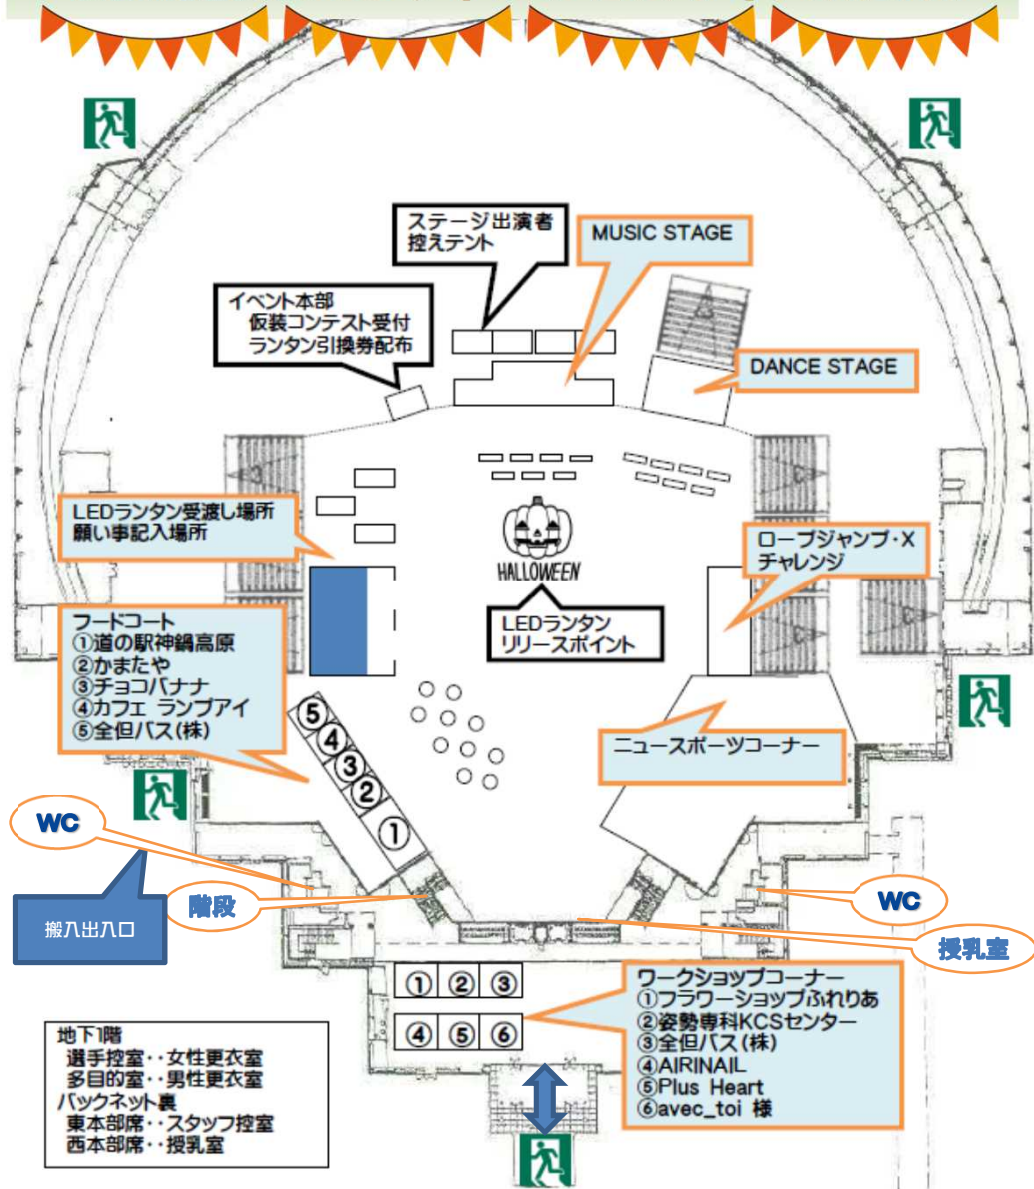 ステージ出演者
控えテント
MUSIC STAGE
イベント本部
仮装コンテスト受付
ランタン引換券配布
DANCE STAGE
LEDランタン受渡し場所
願い事記入場所
HALLOWEEN
ロープジャンプ・X
チャレンジ
LEDランタン
リリースポイント
フードコート
①道の駅神鍋高原
②かまたや
③チョコバナナ
④カフェ ランプアイ
⑤全但バス(株)
ニュースポーツコーナー
⑤
④
③
②
①
WC
搬入出入口
階段
WC
授乳室
① ② ③
④ ⑤ ⑥
ワークショップコーナー
①フラワーショップふれりあ
②姿勢専科KCSセンター
③全但バス(株)
④AIRINAIL
⑤Plus Heart
⑥avec_toi 様
地下1階
選手控室‥女性更衣室
多目的室‥男性更衣室
バックネット裏
東本部席‥スタッフ控室
西本部席‥授乳室